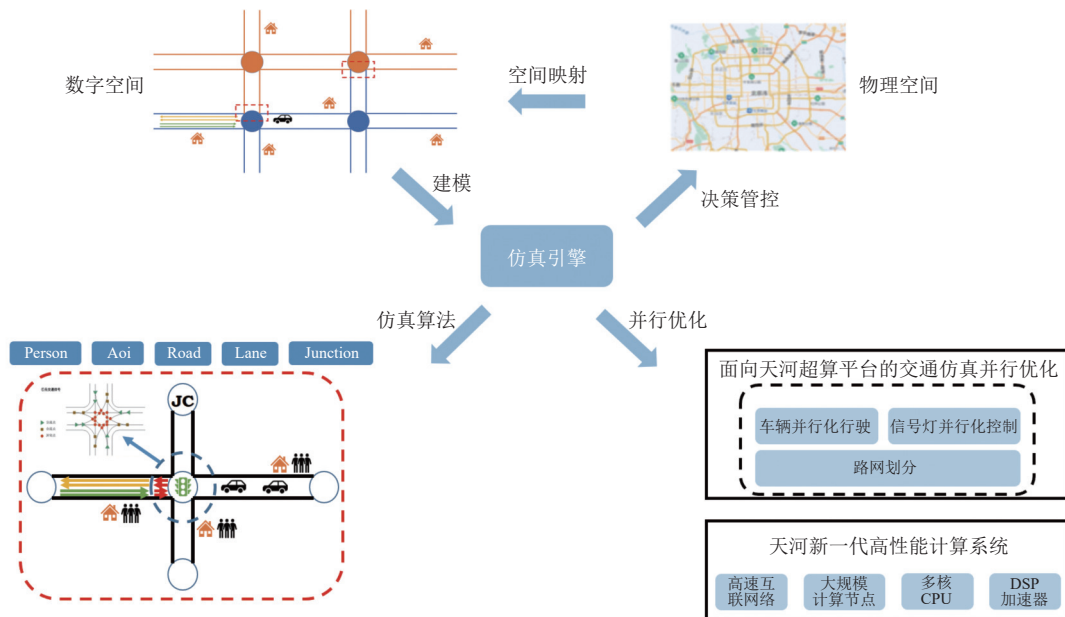 数字空间
空间映射
物理空间
建模
决策管控
仿真引擎
仿真算法
并行优化
Person
Aoi
Road
Lane
Junction
JC
面向天河超算平台的交通仿真并行优化
车辆并行化行驶
信号灯并行化控制
路网划分
天河新一代高性能计算系统
高速互
联网络
大规模
计算节点
多核
CPU
DSP
加速器